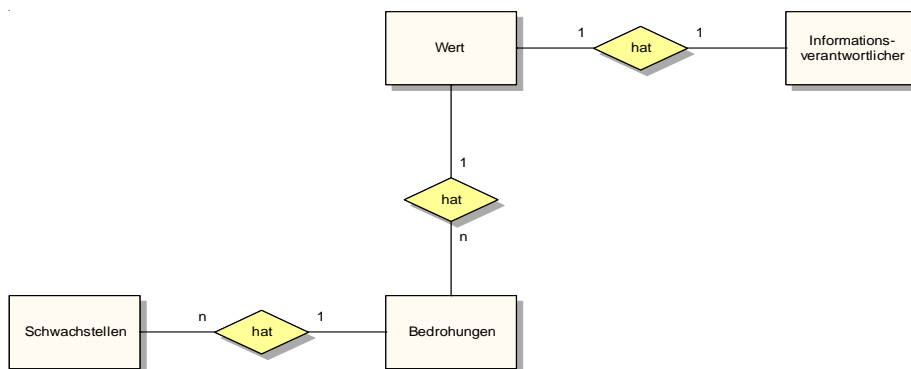 Wert
1
hat
1
Informations-
verantwortlicher
1
hat
n
Schwachstellen
n
hat
1
Bedrohungen